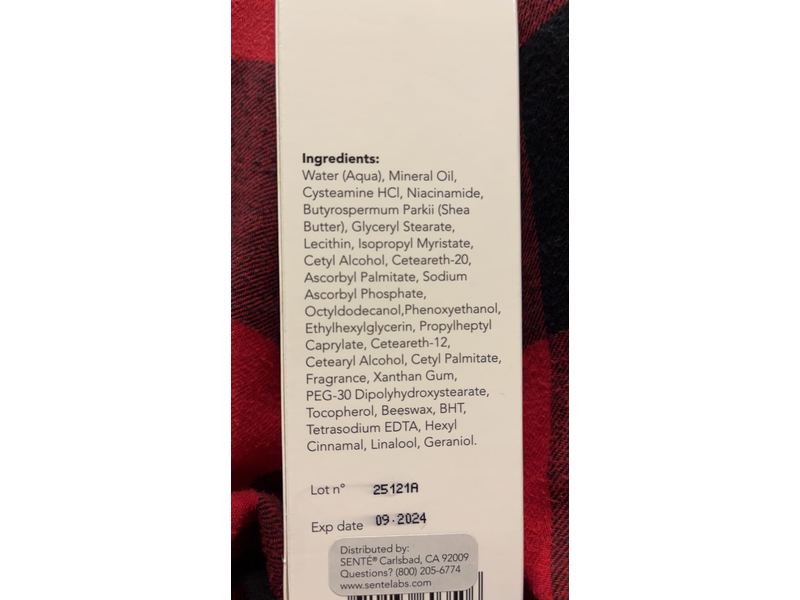 Ingredients:
Water (Aqua), Mineral Oil,
Cysteamine HCl, Niacinamide,
Butyrospermum Parkii (Shea
Butter), Glyceryl Stearate,
Lecithin, Isopropyl Myristate,
Cetyl Alcohol, Ceteareth-20,
Ascorbyl Palmitate, Sodium
Ascorbyl Phosphate,
Octyldodecanol,Phenoxyethanol,
Ethylhexylglycerin, Propylheptyl
Caprylate, Ceteareth-12,
Cetearyl Alcohol, Cetyl Palmitate,
Fragrance, Xanthan Gum,
PEG-30 Dipolyhydroxystearate,
Tocopherol, Beeswax, BHT,
Tetrasodium EDTA, Hexyl
Cinnamal, Linalool, Geraniol.
Lot n° 25121A
Exp date 09.2024
Distributed by:
SENTÉ® Carlsbad, CA 92009
Questions? (800) 205-6774
www.sentelabs.com